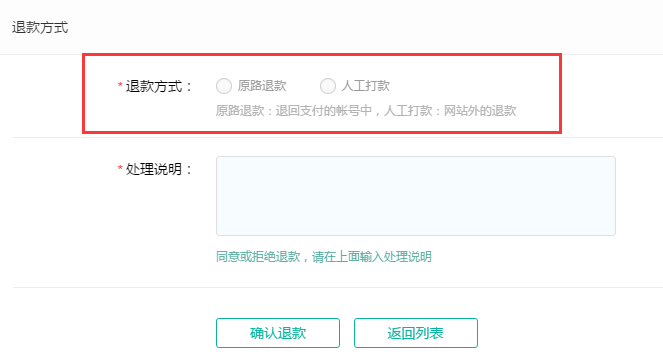 退款方式
* 退款方式： 原路退款 人工打款
原路退款：退回支付的帐号中，人工打款：网站外的退款
* 处理说明：
同意或拒绝退款，请在上面输入处理说明
确认退款 返回列表